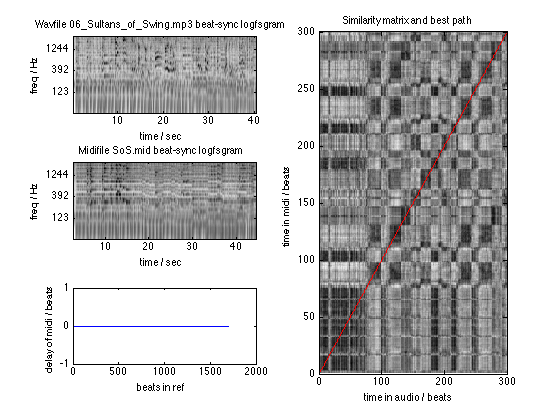 Wavfile 06_Sultans_of_Swing.mp3 beat-sync logfsgram
freq / Hz
1244
392
123
10 20 30 40
time / sec
Midifile SoS.mid beat-sync logfsgram
freq / Hz
1244
392
123
10 20 30 40
time / sec
delay of midi / beats
1
0
-1
0 500 1000 1500 2000
beats in ref
Similarity matrix and best path
time in midi / beats
300
250
200
150
100
50
0
0 100 200 300
time in audio / beats